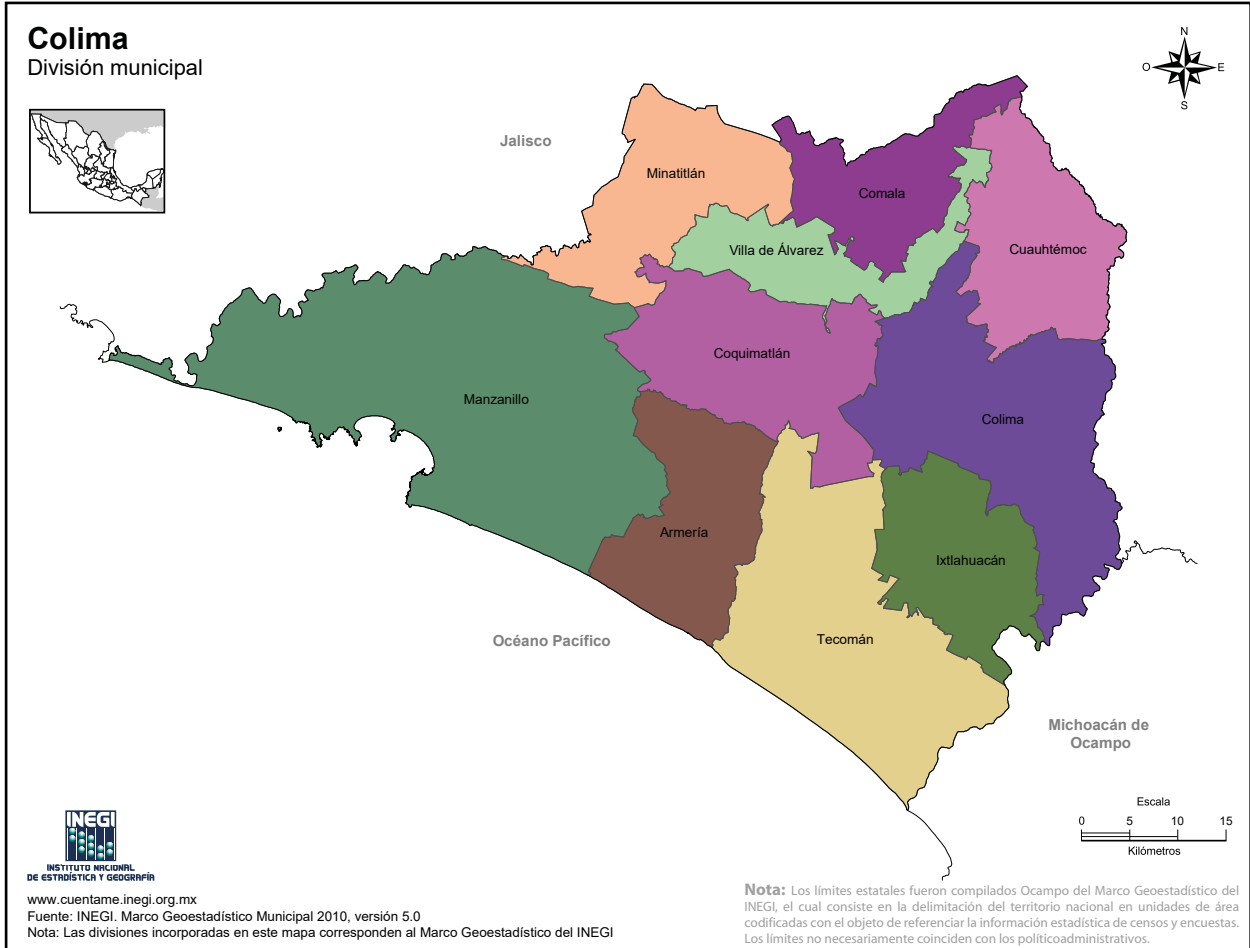 Colima
División municipal
N
O
E
S
Jalisco
Minatitlán
Comala
Villa de Álvarez
Cuauhtémoc
Coquimatlán
Manzanillo
Colima
Armería
Ixtlahuacán
Tecomán
Océano Pacífico
Michoacán de
Ocampo
Escala
0 5 10 15
Kilómetros
INEGI
INSTITUTO NACIONAL
DE ESTADÍSTICA Y GEOGRAFÍA
www.cuentame.inegi.org.mx
Fuente: INEGI. Marco Geoestadístico Municipal 2010, versión 5.0
Nota: Las divisiones incorporadas en este mapa corresponden al Marco Geoestadístico del INEGI
Nota: Los límites estatales fueron compilados Ocampo del Marco Geoestadístico del
INEGI, el cual consiste en la delimitación del territorio nacional en unidades de área
codificadas con el objeto de referenciar la información estadística de censos y encuestas.
Los límites no necesariamente coinciden con los políticoadministrativos.